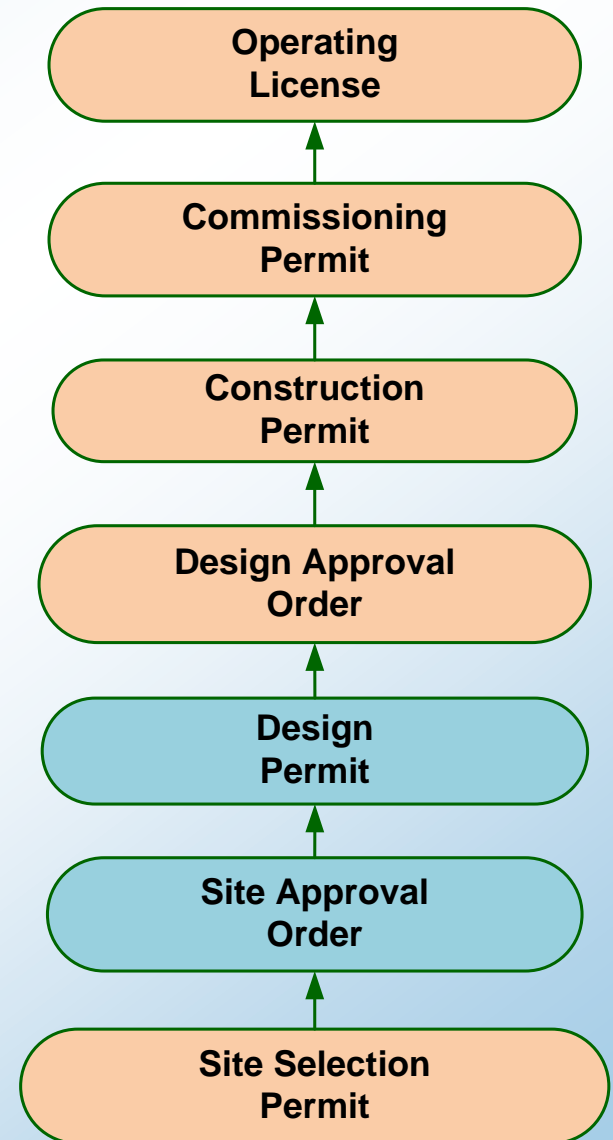 Operating
License
Commissioning
Permit
Construction
Permit
Design Approval
Order
Design
Permit
Site Approval
Order
Site Selection
Permit